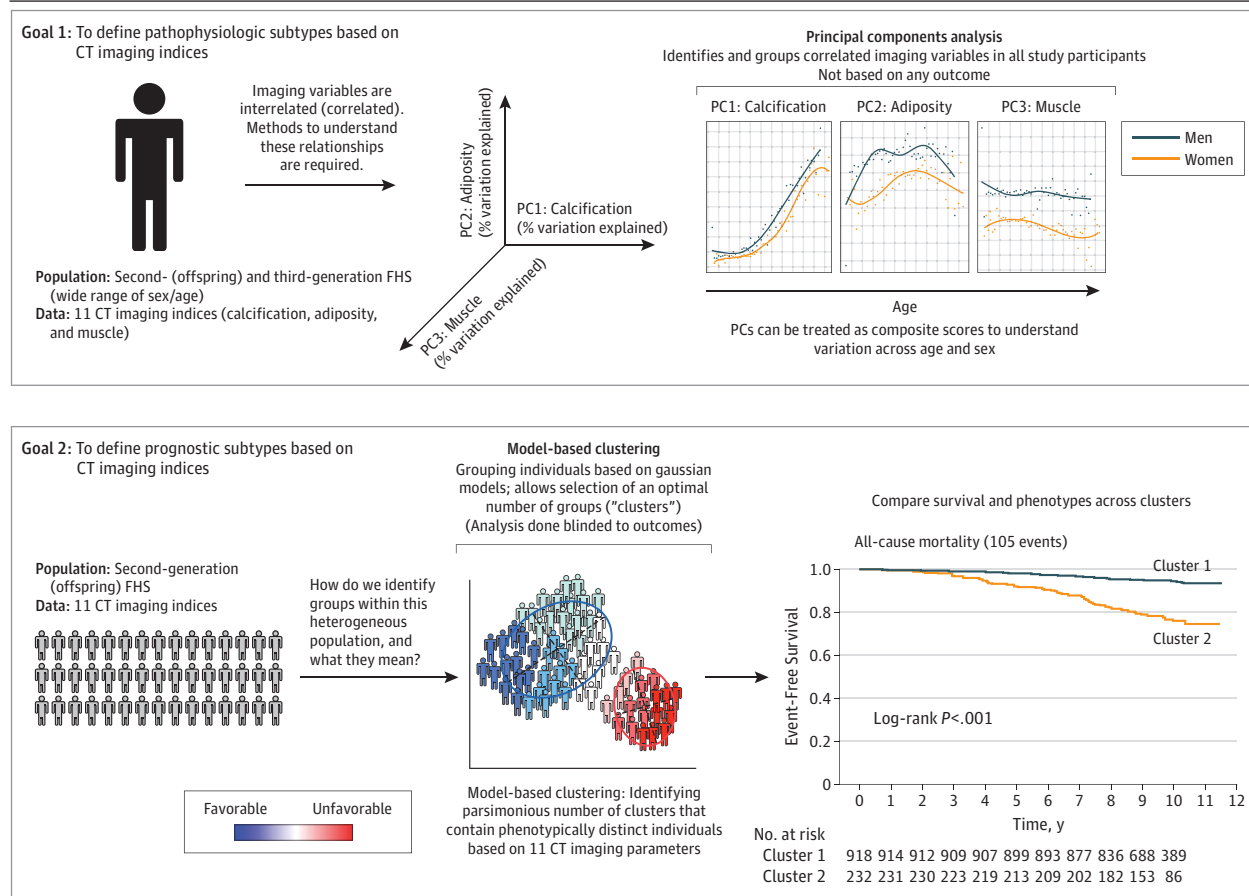 Goal 1: To define pathophysiologic subtypes based on
CT imaging indices
Imaging variables are
interrelated (correlated).
Methods to understand
these relationships
are required.
Population: Second- (offspring) and third-generation FHS
(wide range of sex/age)
Data: 11 CT imaging indices (calcification, adiposity,
and muscle)
PC2: Adiposity
(% variation explained)
PC1: Calcification
(% variation explained)
PC3: Muscle
(% variation explained)
Principal components analysis
Identifies and groups correlated imaging variables in all study participants
Not based on any outcome
PC1: Calcification
PC2: Adiposity
PC3: Muscle
Men
Women
Age
PCs can be treated as composite scores to understand
variation across age and sex
Goal 2: To define prognostic subtypes based on
CT imaging indices
Population: Second-generation
(offspring) FHS
Data: 11 CT imaging indices
How do we identify
groups within this
heterogeneous
population, and
what they mean?
Favorable Unfavorable
Model-based clustering
Grouping individuals based on gaussian
models; allows selection of an optimal
number of groups ("clusters")
(Analysis done blinded to outcomes)
Model-based clustering: Identifying
parsimonious number of clusters that
contain phenotypically distinct individuals
based on 11 CT imaging parameters
Compare survival and phenotypes across clusters
All-cause mortality (105 events)
Event-Free Survival
1.0
0.8
0.6
0.4
0.2
0
Cluster 1
Cluster 2
Log-rank P<.001
0 1 2 3 4 5 6 7 8 9 10 11 12
Time, y
No. at risk
Cluster 1 918 914 912 909 907 899 893 877 836 688 389
Cluster 2 232 231 230 223 219 213 209 202 182 153 86